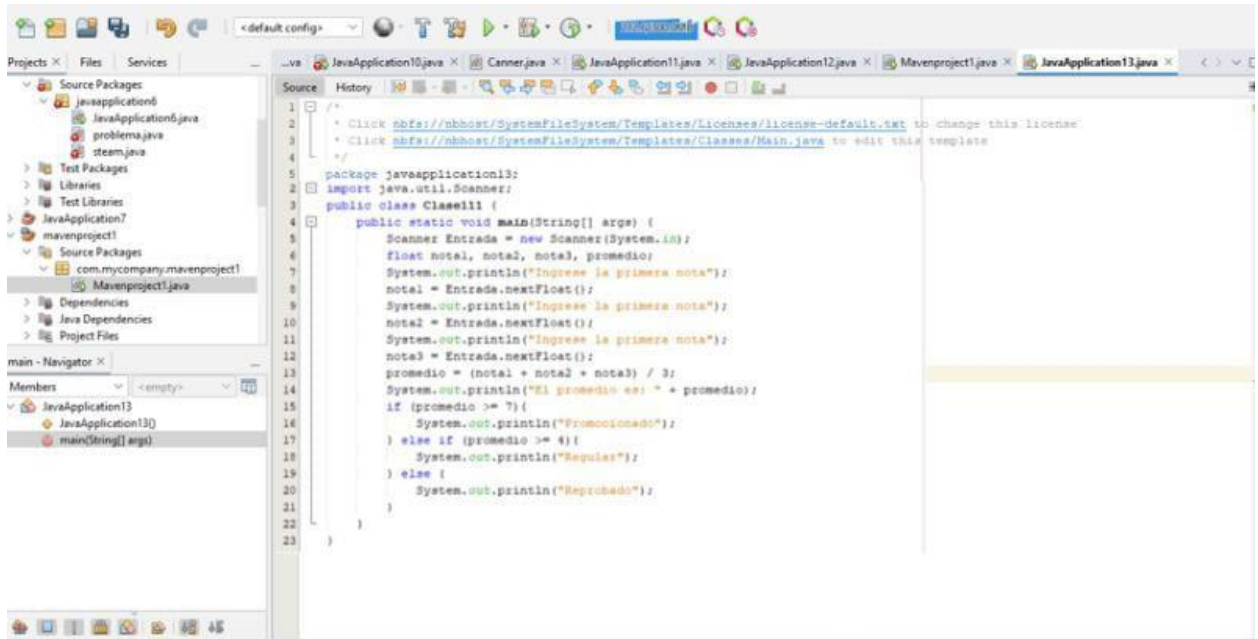 <default config>
Projects
Files
Services
...va
JavaApplication10.java
Canner.java
JavaApplication11.java
JavaApplication12.java
Mavenproject1.java
JavaApplication13.java
Source Packages
javaapplication6
JavaApplication6.java
problema.java
steam.java
Test Packages
Libraries
Test Libraries
JavaApplication7
mavenproject1
Source Packages
com.mycompany.mavenproject1
Mavenproject1.java
Dependencies
Java Dependencies
Project Files
main - Navigator
Members
<empty>
JavaApplication13
JavaApplication13()
main(String[] args)
Source History
1 /*
2 * Click nbfs://nbhost/SystemFileSystem/Templates/Licenses/license-default.txt to change this license
3 * Click nbfs://nbhost/SystemFileSystem/Templates/Classes/Main.java to edit this template
4 */
5 package javaapplication13;
2 import java.util.Scanner;
3 public class Clase111 {
4 public static void main(String[] args) {
5 Scanner Entrada = new Scanner(System.in);
6 float nota1, nota2, nota3, promedio;
7 System.out.println("Ingrese la primera nota");
8 nota1 = Entrada.nextFloat();
9 System.out.println("Ingrese la primera nota");
10 nota2 = Entrada.nextFloat();
11 System.out.println("Ingrese la primera nota");
12 nota3 = Entrada.nextFloat();
13 promedio = (nota1 + nota2 + nota3) / 3;
14 System.out.println("El promedio es: " + promedio);
15 if (promedio >= 7){
16 System.out.println("Promocionado");
17 } else if (promedio >= 4){
18 System.out.println("Regular");
19 } else {
20 System.out.println("Reprobado");
21 }
22 }
23 }